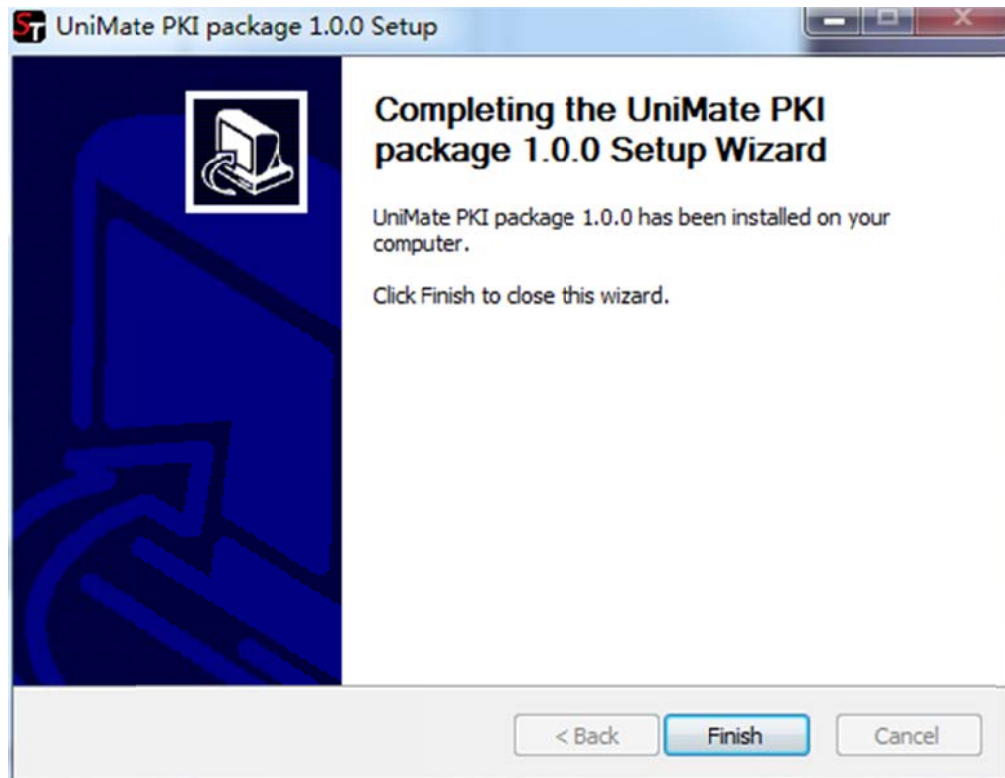 ST UniMate PKI package 1.0.0 Setup
Completing the UniMate PKI
package 1.0.0 Setup Wizard
UniMate PKI package 1.0.0 has been installed on your
computer.
Click Finish to close this wizard.
< Back Finish Cancel